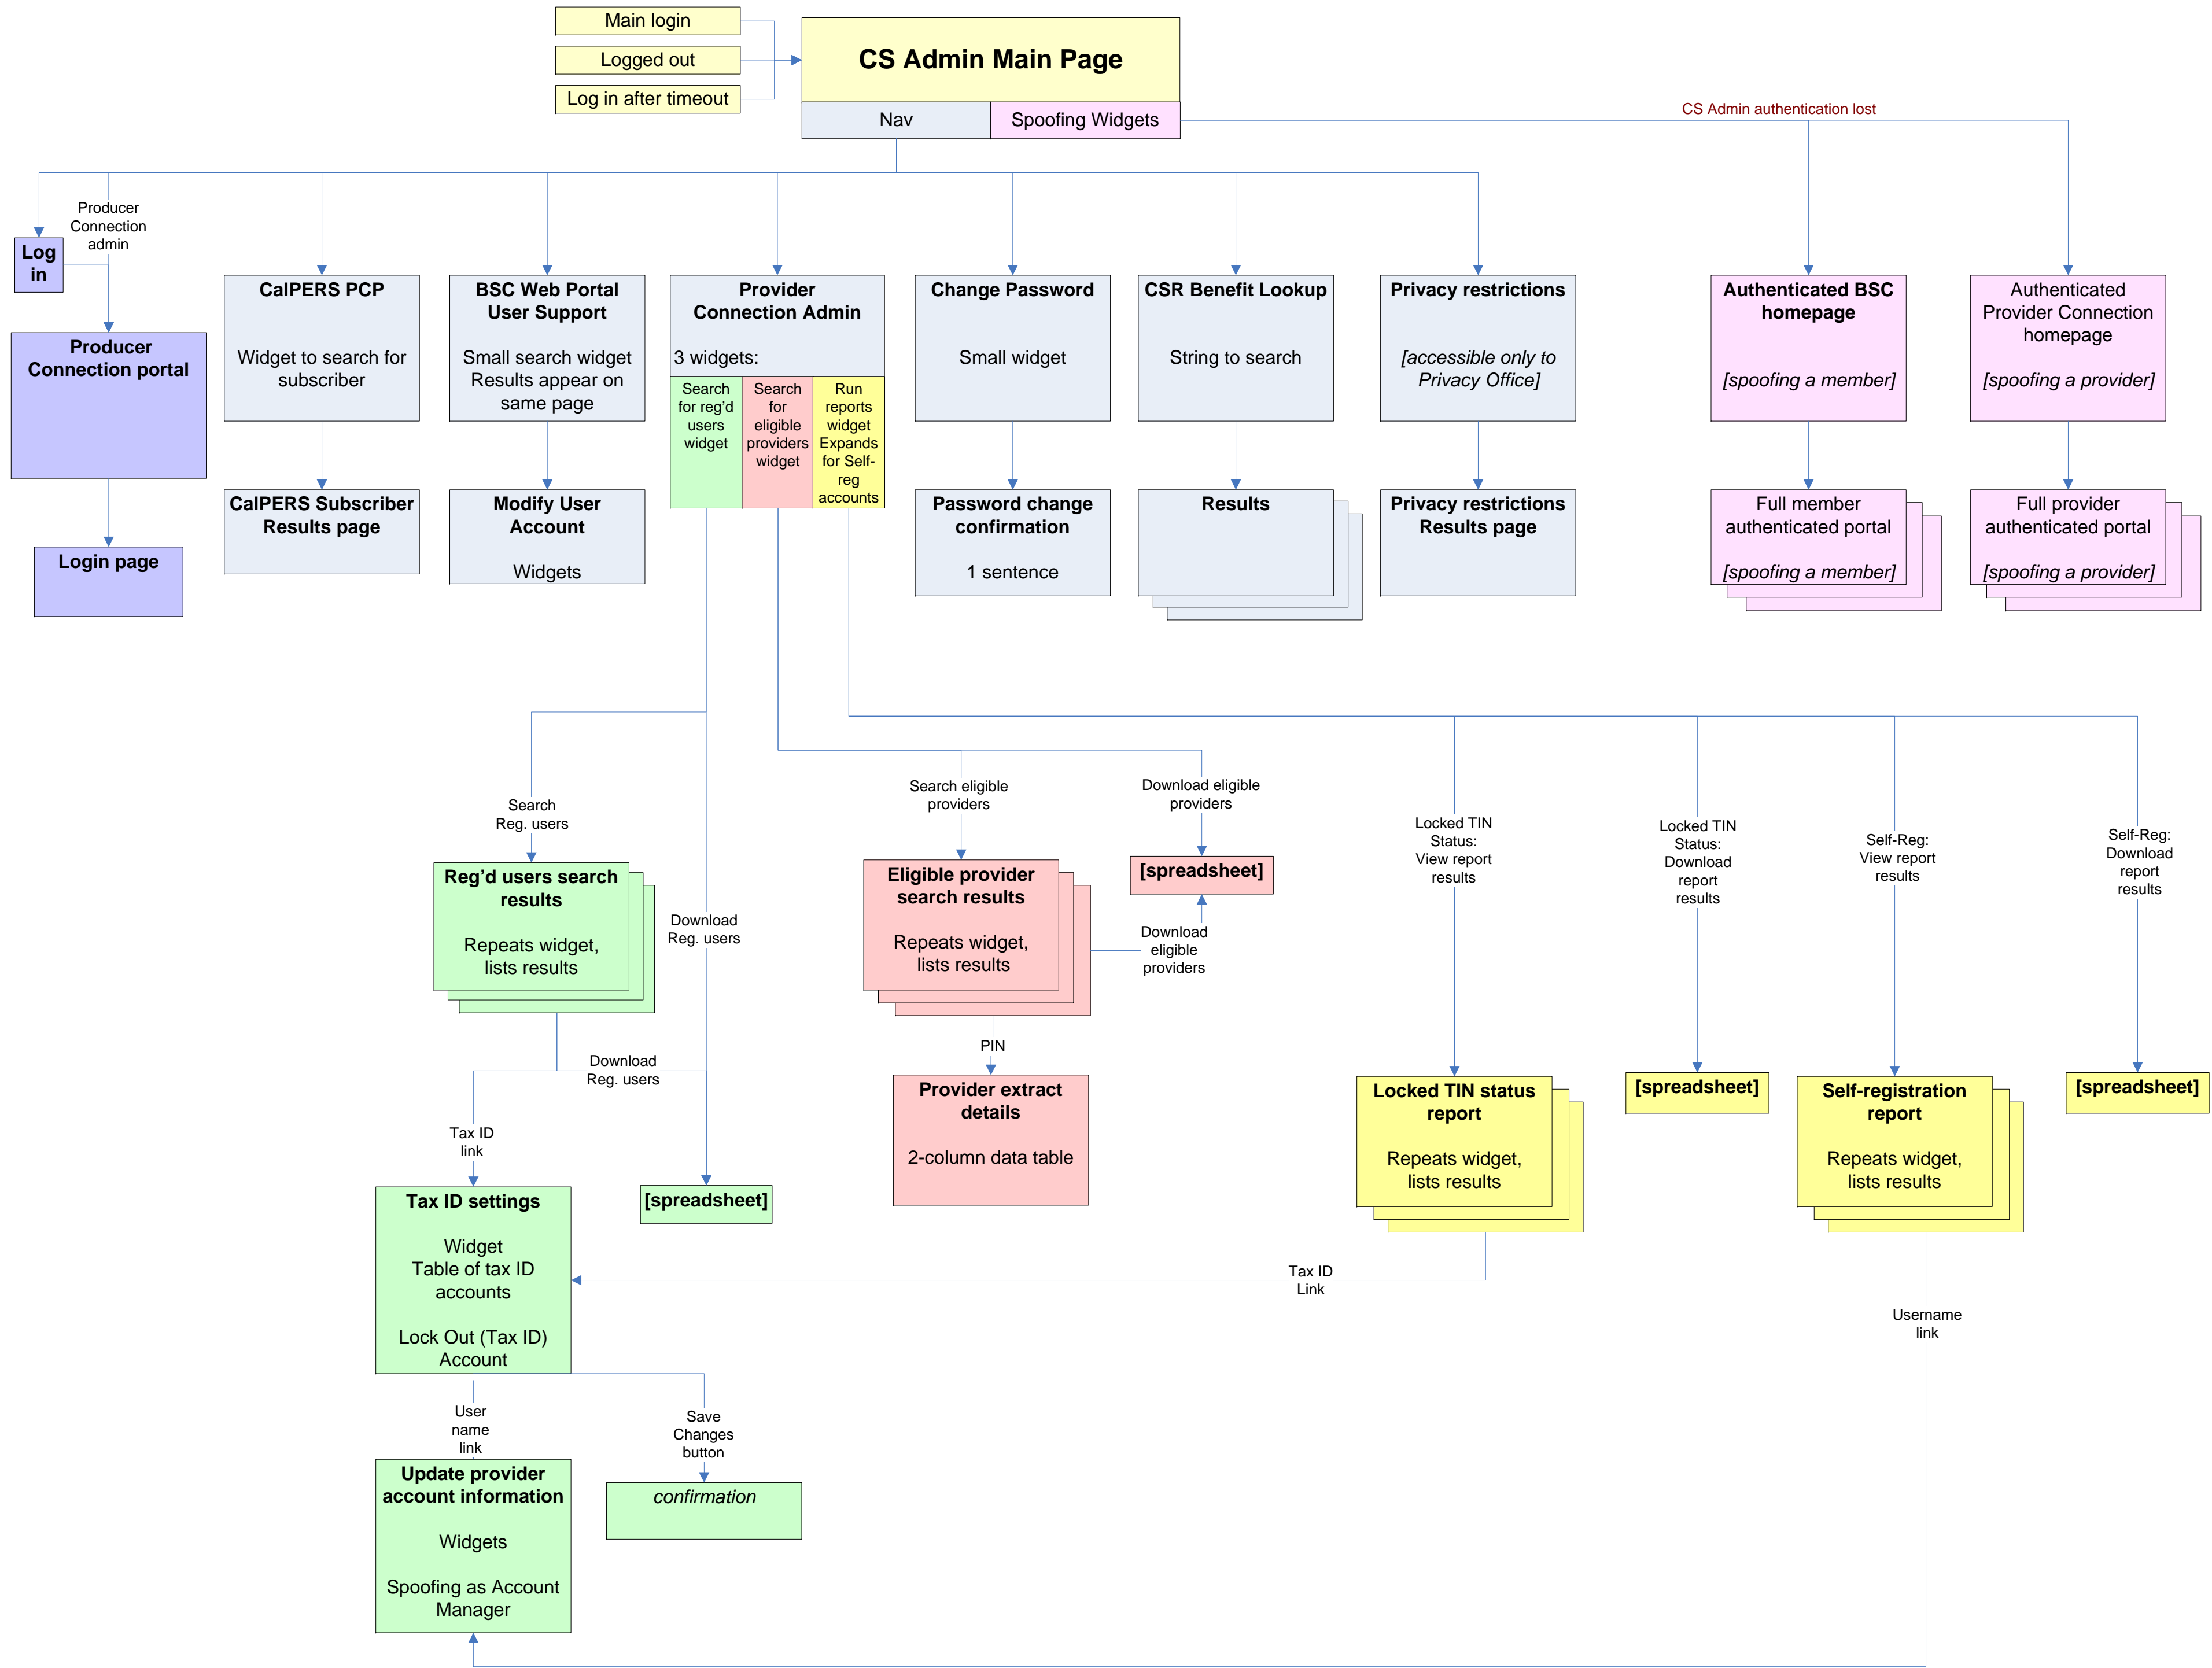 Main login
Logged out
Log in after timeout
CS Admin Main Page
Nav
Spoofing Widgets
CS Admin authentication lost
Producer
Connection
admin
Log
in
Producer
Connection portal
Login page
CalPERS PCP
Widget to search for
subscriber
CalPERS Subscriber
Results page
BSC Web Portal
User Support
Small search widget
Results appear on
same page
Modify User
Account
Widgets
Provider
Connection Admin
3 widgets:
Search
for reg’d
users
widget
Search
for
eligible
providers
widget
Run
reports
widget
Expands
for Self-
reg
accounts
Change Password
Small widget
Password change
confirmation
1 sentence
CSR Benefit Lookup
String to search
Results
Privacy restrictions
[accessible only to
Privacy Office]
Privacy restrictions
Results page
Authenticated BSC
homepage
[spoofing a member]
Full member
authenticated portal
[spoofing a member]
Authenticated
Provider Connection
homepage
[spoofing a provider]
Full provider
authenticated portal
[spoofing a provider]
Search
Reg. users
Reg’d users search
results
Repeats widget,
lists results
Download
Reg. users
Download
Reg. users
Tax ID
link
[spreadsheet]
Tax ID settings
Widget
Table of tax ID
accounts
Lock Out (Tax ID)
Account
User
name
link
Save
Changes
button
confirmation
Update provider
account information
Widgets
Spoofing as Account
Manager
Search eligible
providers
Eligible provider
search results
Repeats widget,
lists results
Download eligible
providers
[spreadsheet]
Download
eligible
providers
PIN
Provider extract
details
2-column data table
Locked TIN
Status:
View report
results
Locked TIN status
report
Repeats widget,
lists results
Tax ID
Link
Locked TIN
Status:
Download
report
results
[spreadsheet]
Self-Reg:
View report
results
Self-registration
report
Repeats widget,
lists results
Username
link
Self-Reg:
Download
report
results
[spreadsheet]